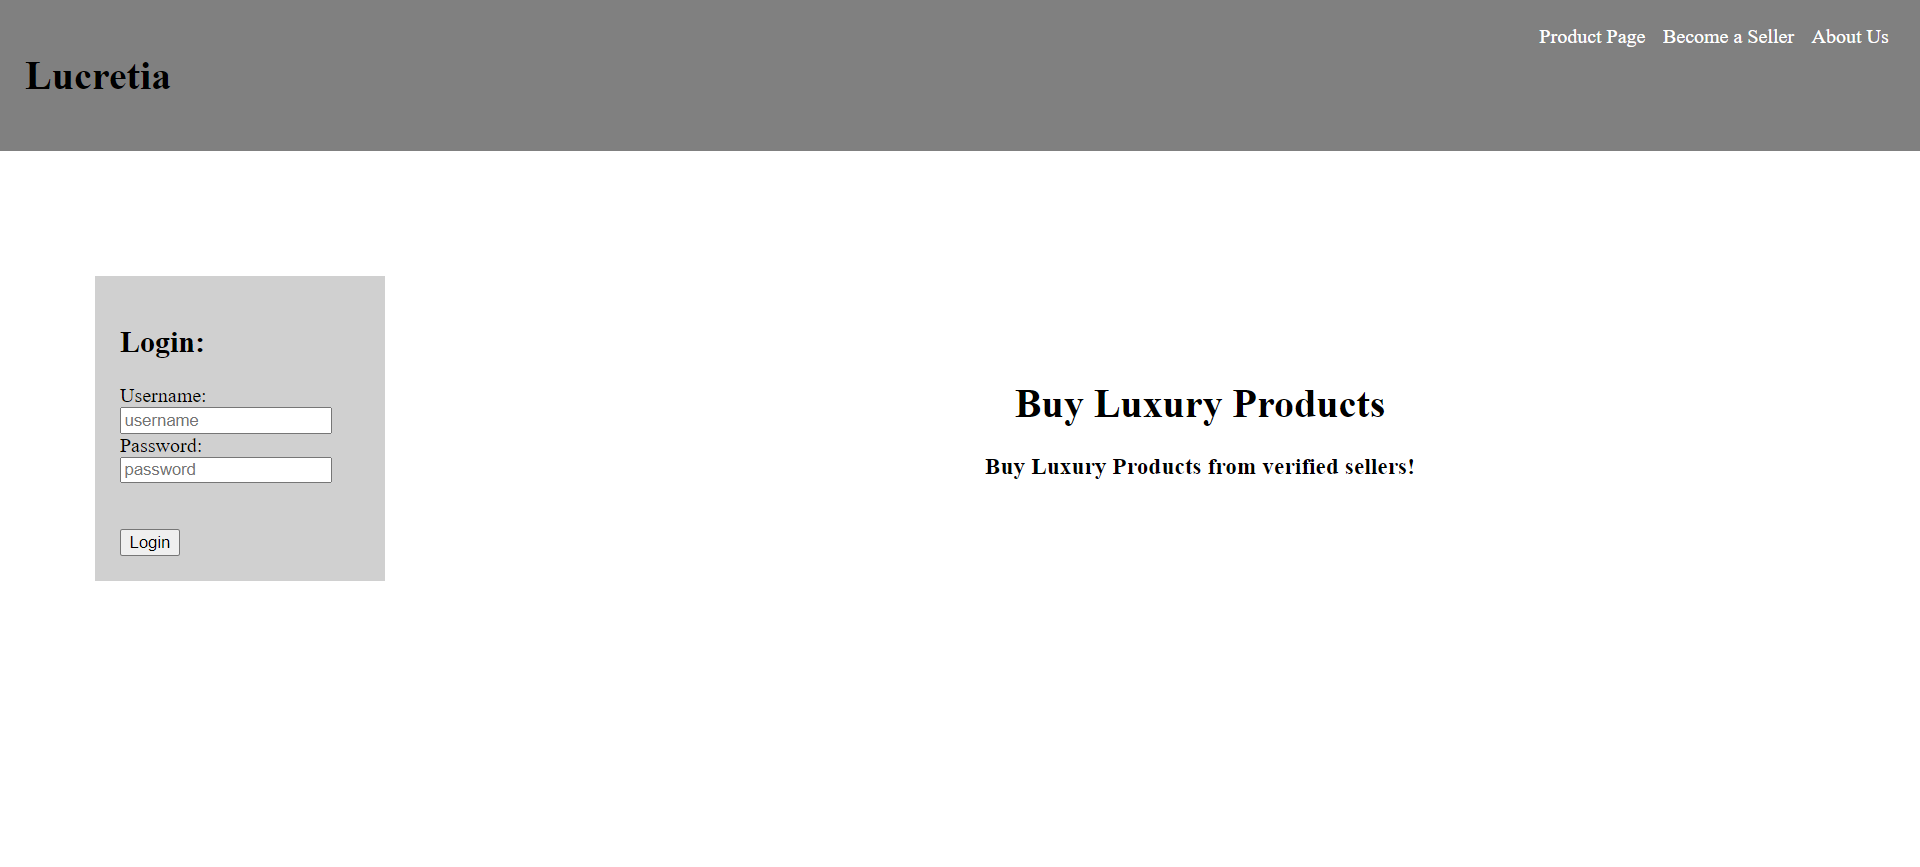 Lucretia
Product Page Become a Seller About Us
Login:
Username:
username
Password:
password
Login
Buy Luxury Products
Buy Luxury Products from verified sellers!